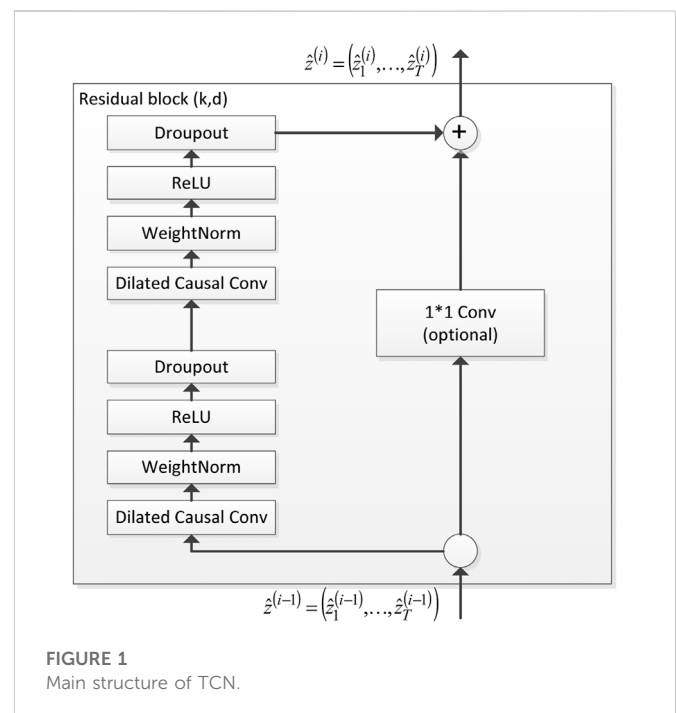 ẑ^(i) = (ẑ_1^(i),…,ẑ_T^(i))
Residual block (k,d)
Droupout
+
ReLU
WeightNorm
Dilated Causal Conv
1*1 Conv
(optional)
Droupout
ReLU
WeightNorm
Dilated Causal Conv
ẑ^(i−1) = (ẑ_1^(i−1),…,ẑ_T^(i−1))
FIGURE 1
Main structure of TCN.